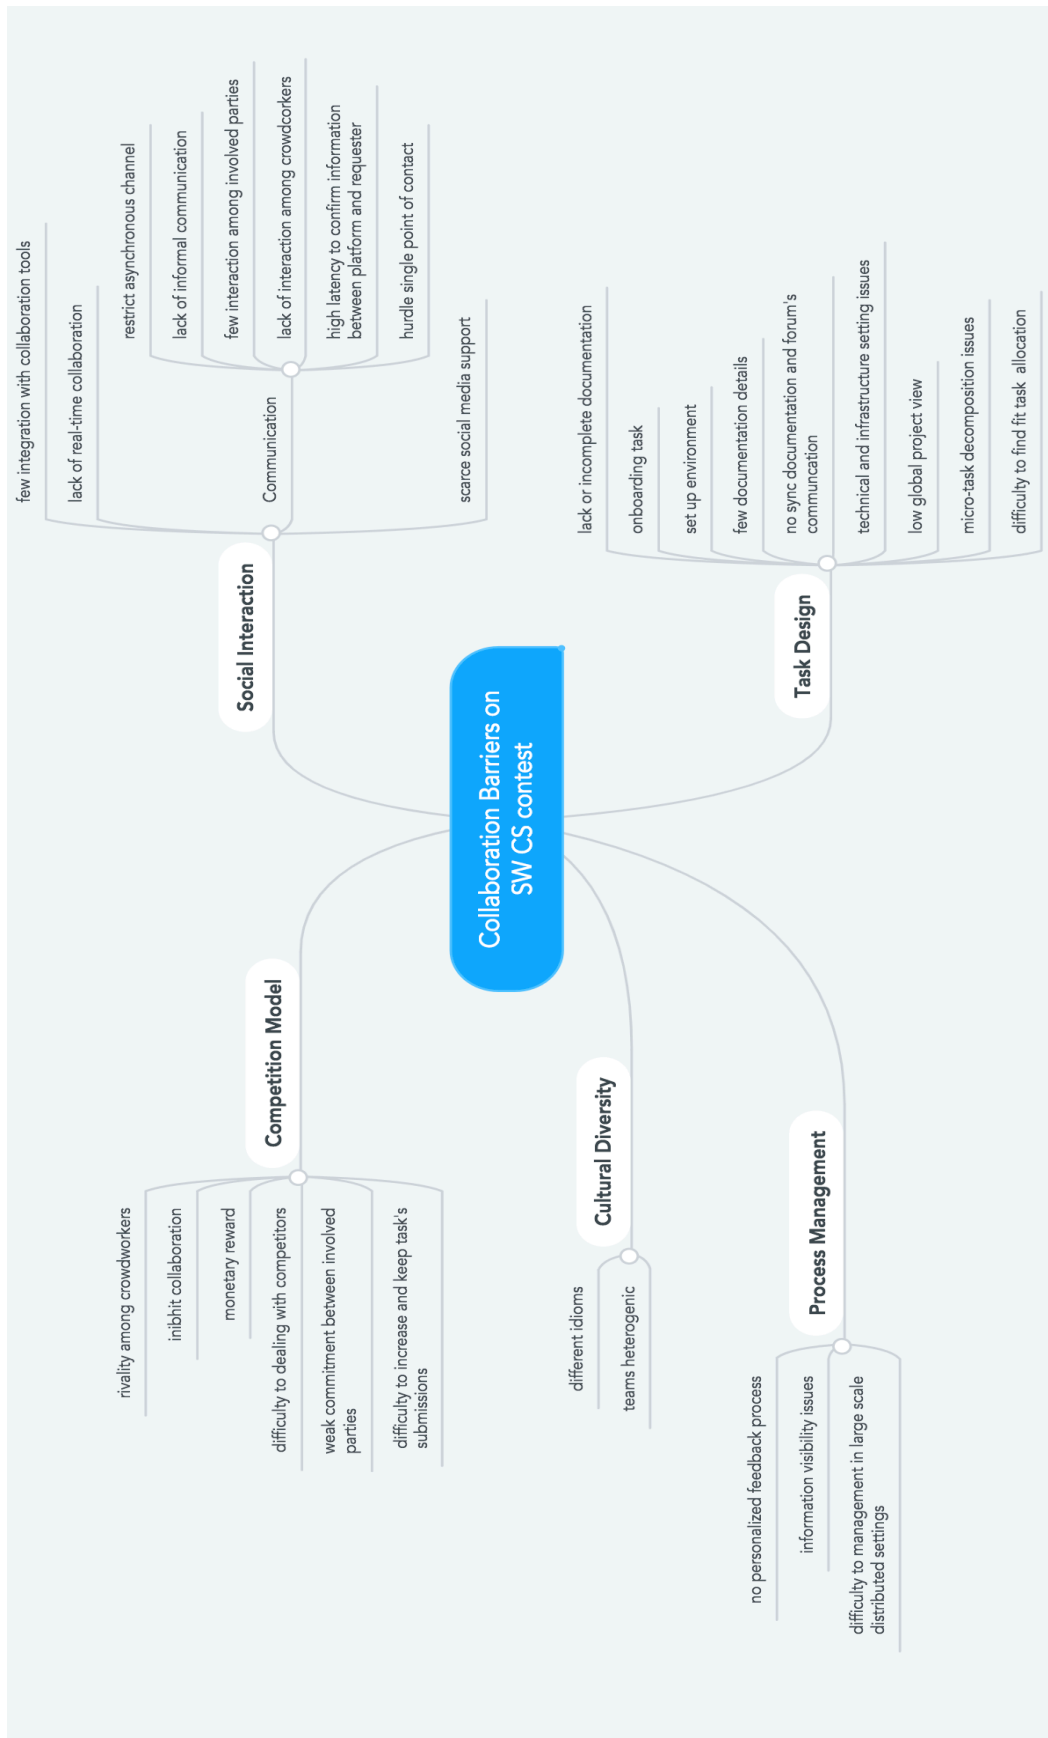 Collaboration Barriers on
SW CS contest
Social Interaction
few integration with collaboration tools
lack of real-time collaboration
Communication
restrict asynchronous channel
lack of informal communication
few interaction among involved parties
lack of interaction among crowdcorkers
high latency to confirm information
between platform and requester
hurdle single point of contact
scarce social media support
Task Design
lack or incomplete documentation
onboarding task
set up environment
few documentation details
no sync documentation and forum's
communcation
technical and infrastructure setting issues
low global project view
micro-task decomposition issues
difficulty to find fit task allocation
Competition Model
rivality among crowdworkers
inibhit collaboration
monetary reward
difficulty to dealing with competitors
weak commitment between involved
parties
difficulty to increase and keep task's
submissions
Cultural Diversity
different idioms
teams heterogenic
Process Management
no personalized feedback process
information visibility issues
difficulty to management in large scale
distributed settings